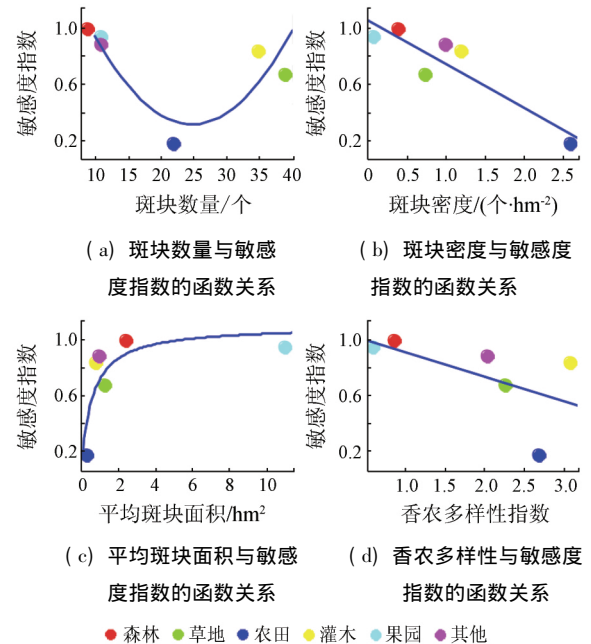 敏感度指数
1.0
0.6
0.2
10 15 20 25 30 35 40
斑块数量/个
(a) 斑块数量与敏感
度指数的函数关系
敏感度指数
1.0
0.6
0.2
0 0.5 1.0 1.5 2.0 2.5
斑块密度/(个·hm⁻²)
(b) 斑块密度与敏感度
指数的函数关系
敏感度指数
1.0
0.6
0.2
0 2 4 6 8 10
平均斑块面积/hm²
(c) 平均斑块面积与敏感
度指数的函数关系
敏感度指数
1.0
0.6
0.2
1.0 1.5 2.0 2.5 3.0
香农多样性指数
(d) 香农多样性与敏感度
指数的函数关系
森林 草地 农田 灌木 果园 其他